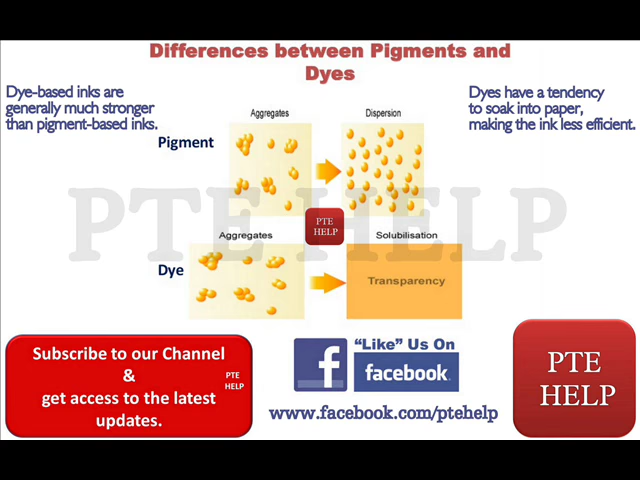 Differences between Pigments and
Dyes
Dye-based inks are
generally much stronger
than pigment-based inks.
Dyes have a tendency
to soak into paper,
making the ink less efficient.
Aggregates
Dispersion
Pigment
PTE HELP
PTE
HELP
Aggregates
Solubilisation
Dye
Transparency
Subscribe to our Channel
&
get access to the latest
updates.
PTE
HELP
"Like" Us On
f
facebook.
www.facebook.com/ptehelp
PTE
HELP